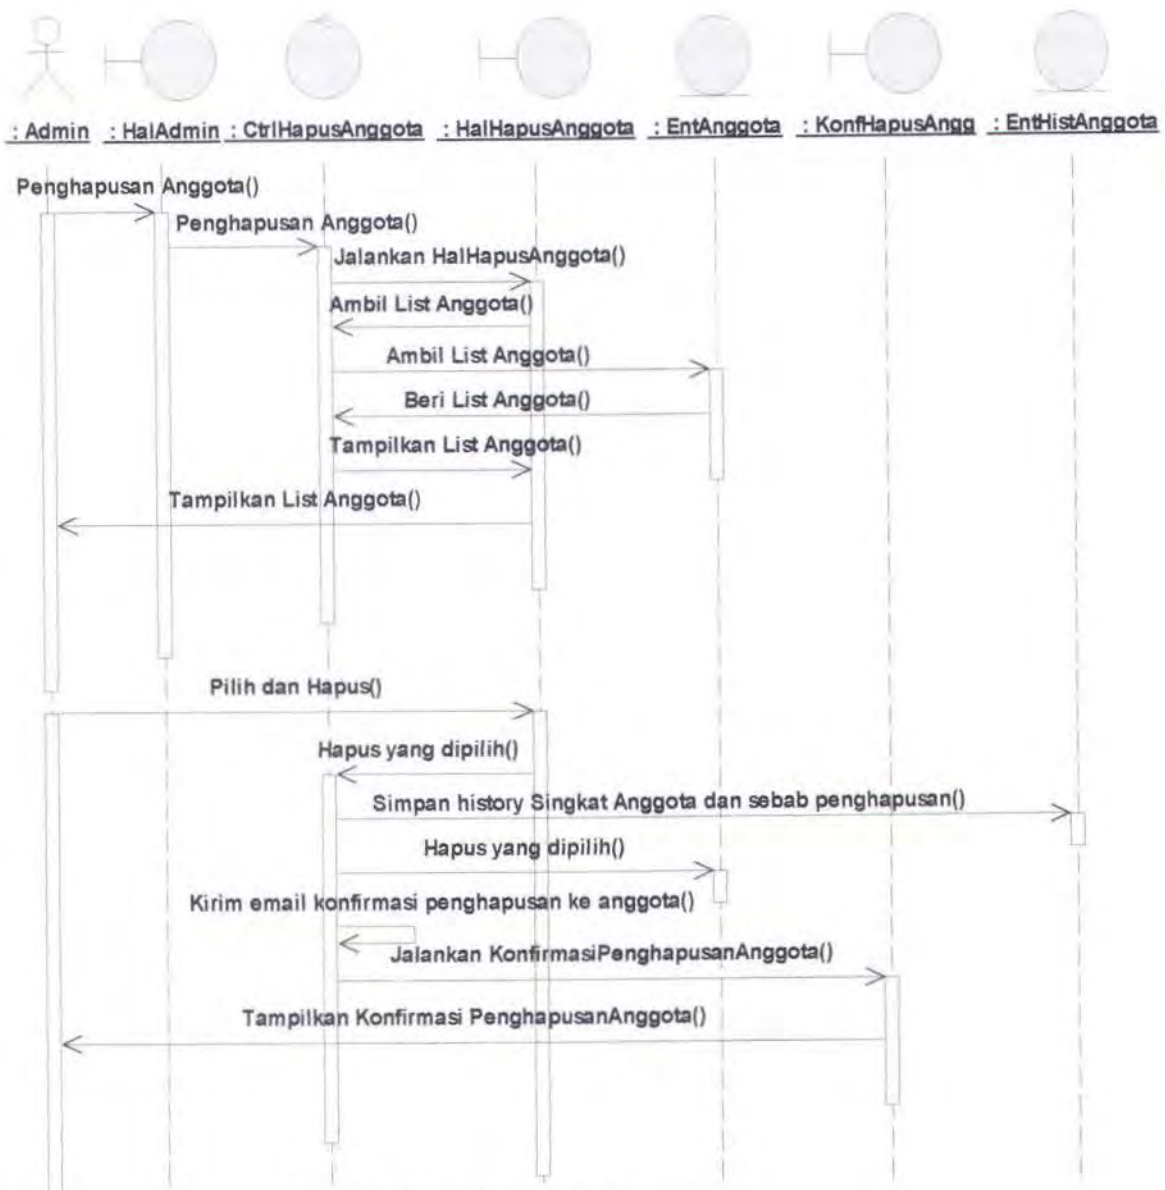 : Admin
: HalAdmin
: CtrlHapusAnggota
: HalHapusAnggota
: EntAnggota
: KonfHapusAngg
: EntHistAnggota
Penghapusan Anggota()
Penghapusan Anggota()
Jalankan HalHapusAnggota()
Ambil List Anggota()
Ambil List Anggota()
Beri List Anggota()
Tampilkan List Anggota()
Tampilkan List Anggota()
Pilih dan Hapus()
Hapus yang dipilih()
Simpan history Singkat Anggota dan sebab penghapusan()
Hapus yang dipilih()
Kirim email konfirmasi penghapusan ke anggota()
Jalankan KonfirmasiPenghapusanAnggota()
Tampilkan Konfirmasi PenghapusanAnggota()